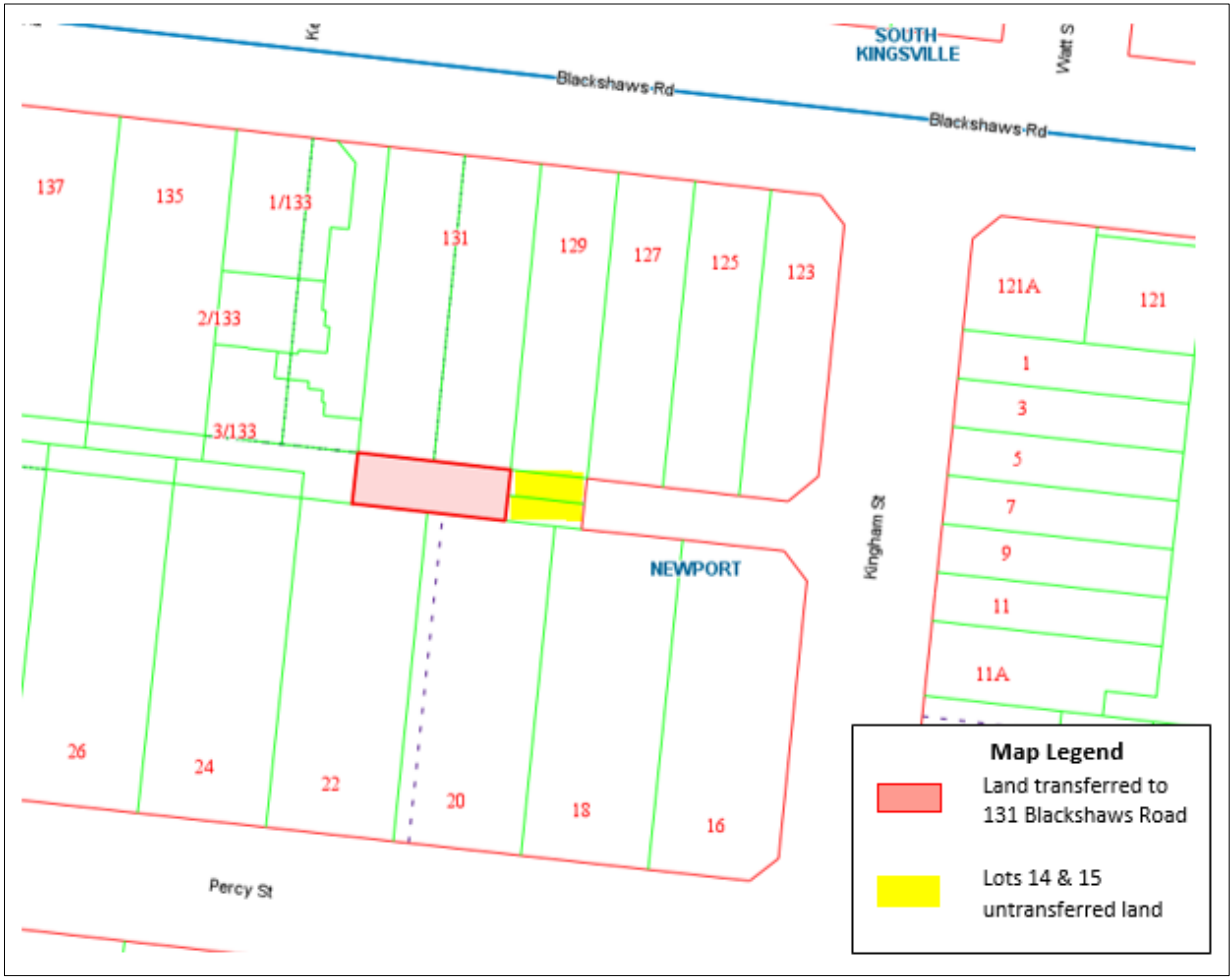 SOUTH
KINGSVILLE
Watt S
Ke
Blackshaws Rd
Blackshaws Rd
137
135
1/133
131
129
127
125
123
121A
121
2/133
1
3
3/133
5
7
Kingham St
9
NEWPORT
11
11A
26
24
22
20
18
16
Percy St
Map Legend
Land transferred to
131 Blackshaws Road
Lots 14 & 15
untransferred land